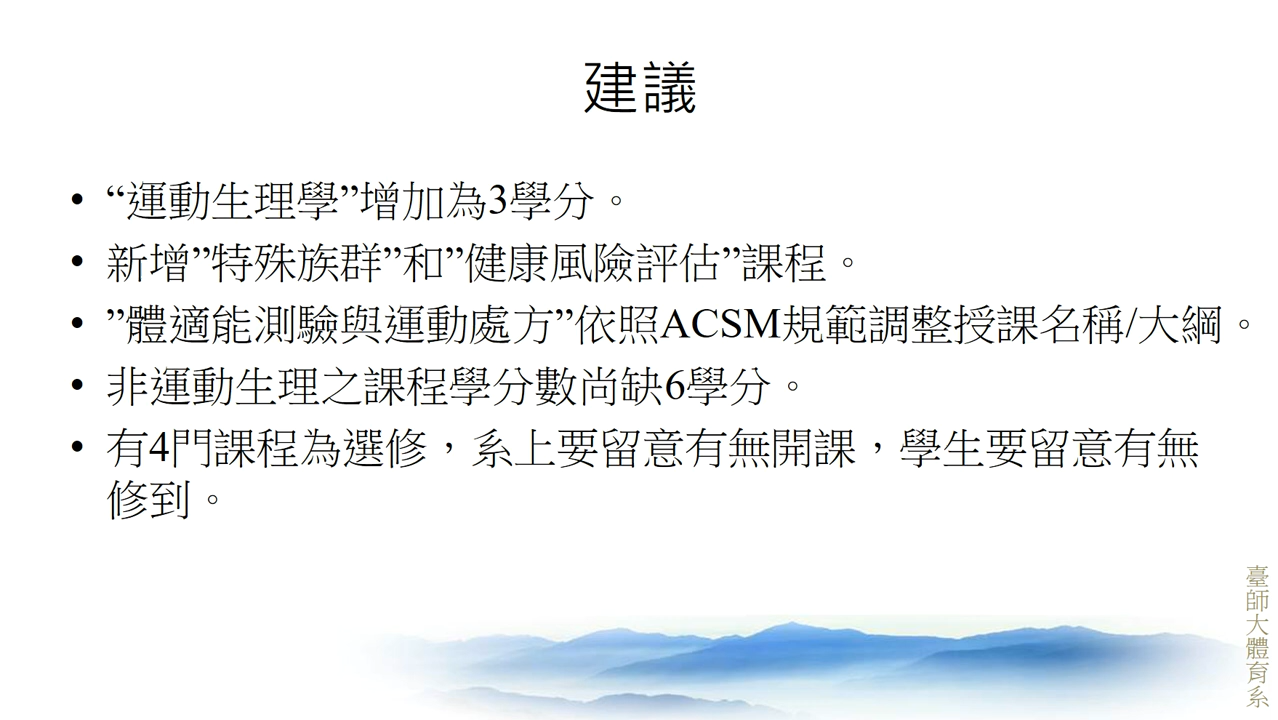 建議
• “運動生理學”增加為3學分。
• 新增”特殊族群”和”健康風險評估”課程。
• ”體適能測驗與運動處方”依照ACSM規範調整授課名稱/大綱。
• 非運動生理之課程學分數尚缺6學分。
• 有4門課程為選修，系上要留意有無開課，學生要留意有無
修到。
臺師大體育系